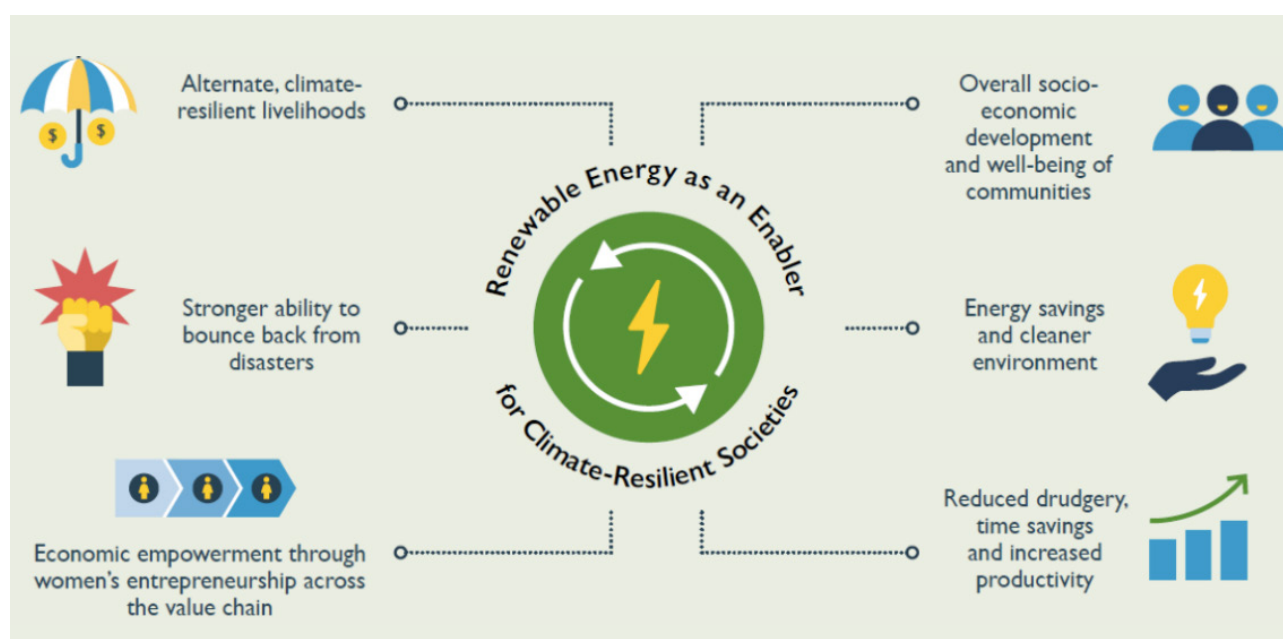 Alternate, climate-
resilient livelihoods
Stronger ability to
bounce back from
disasters
Economic empowerment through
women's entrepreneurship across
the value chain
Renewable Energy as an Enabler
for Climate-Resilient Societies
Overall socio-
economic
development
and well-being of
communities
Energy savings
and cleaner
environment
Reduced drudgery,
time savings
and increased
productivity
$
$